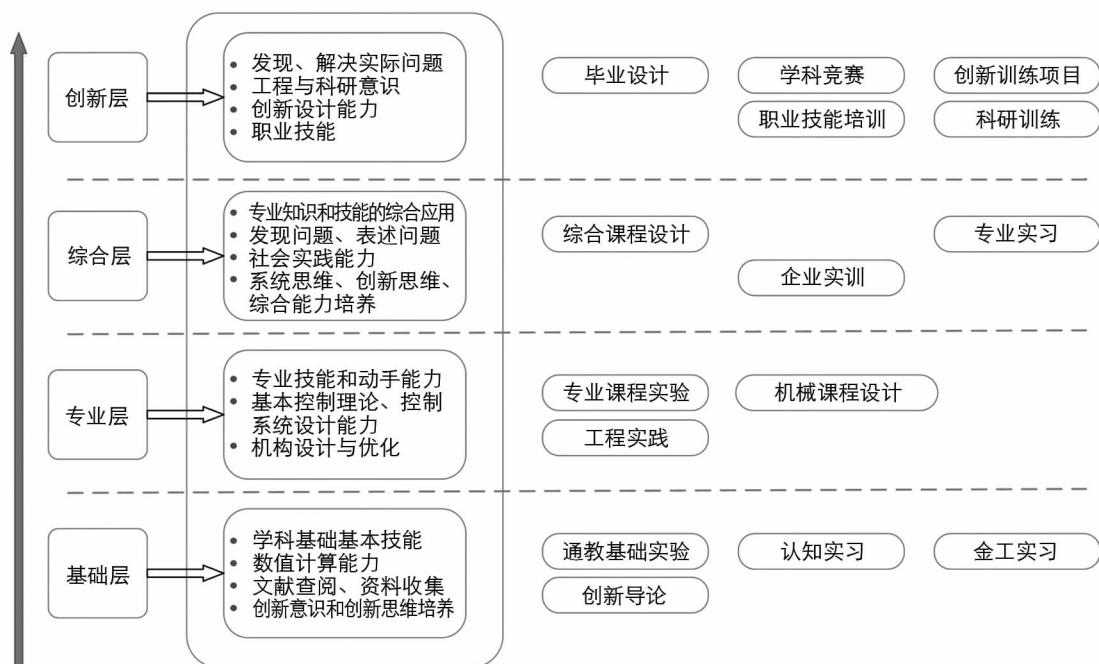 创新层
• 发现、解决实际问题
• 工程与科研意识
• 创新设计能力
• 职业技能
毕业设计
学科竞赛
创新训练项目
职业技能培训
科研训练
综合层
• 专业知识和技能的综合应用
• 发现问题、表述问题
• 社会实践能力
• 系统思维、创新思维、
综合能力培养
综合课程设计
专业实习
企业实训
专业层
• 专业技能和动手能力
• 基本控制理论、控制
系统设计能力
• 机构设计与优化
专业课程实验
机械课程设计
工程实践
基础层
• 学科基础基本技能
• 数值计算能力
• 文献查阅、资料收集
• 创新意识和创新思维培养
通教基础实验
认知实习
金工实习
创新导论